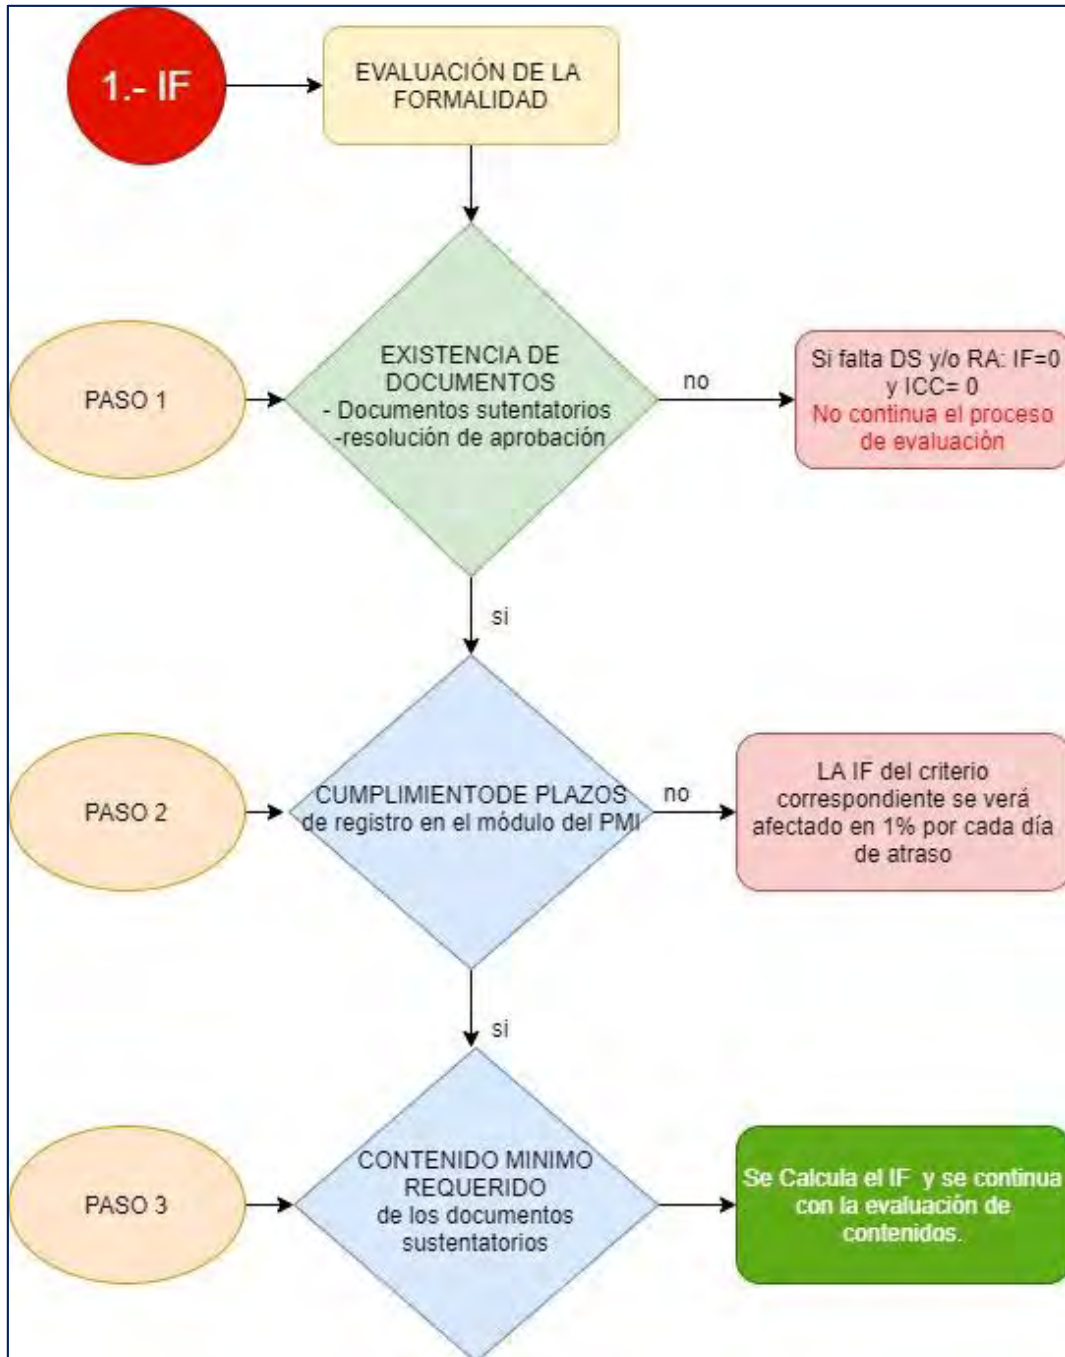 1.- IF
EVALUACIÓN DE LA
FORMALIDAD
PASO 1
EXISTENCIA DE
DOCUMENTOS
- Documentos sutentatorios
-resolución de aprobación
no
Si falta DS y/o RA: IF=0
y ICC= 0
No continua el proceso
de evaluación
si
PASO 2
CUMPLIMIENTODE PLAZOS
de registro en el módulo del PMI
no
LA IF del criterio
correspondiente se verá
afectado en 1% por cada día
de atraso
si
PASO 3
CONTENIDO MINIMO
REQUERIDO
de los documentos
sustentatorios
Se Calcula el IF y se continua
con la evaluación de
contenidos.